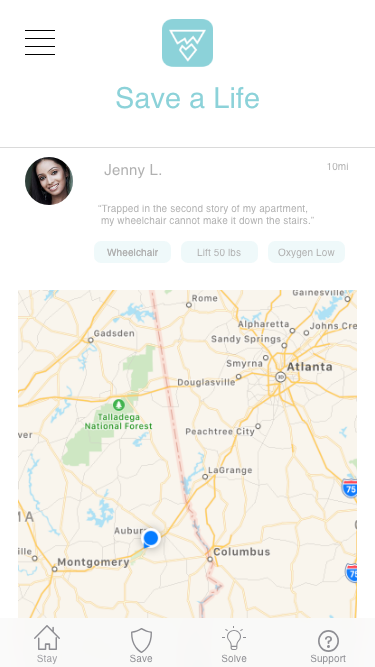 Save a Life
Jenny L.
10mi
“Trapped in the second story of my apartment,
my wheelchair cannot make it down the stairs.”
Wheelchair
Lift 50 lbs
Oxygen Low
Gainesville
Rome
Alpharetta
Johns Cre
Gadsden
Sandy Springs
Smyrna
Atlanta
Douglasville
Talladega
National Forest
Peachtree City
ver
LaGrange
75
MA
Aubur
Columbus
ille
Montgomery
75
Stay
Save
Solve
Support